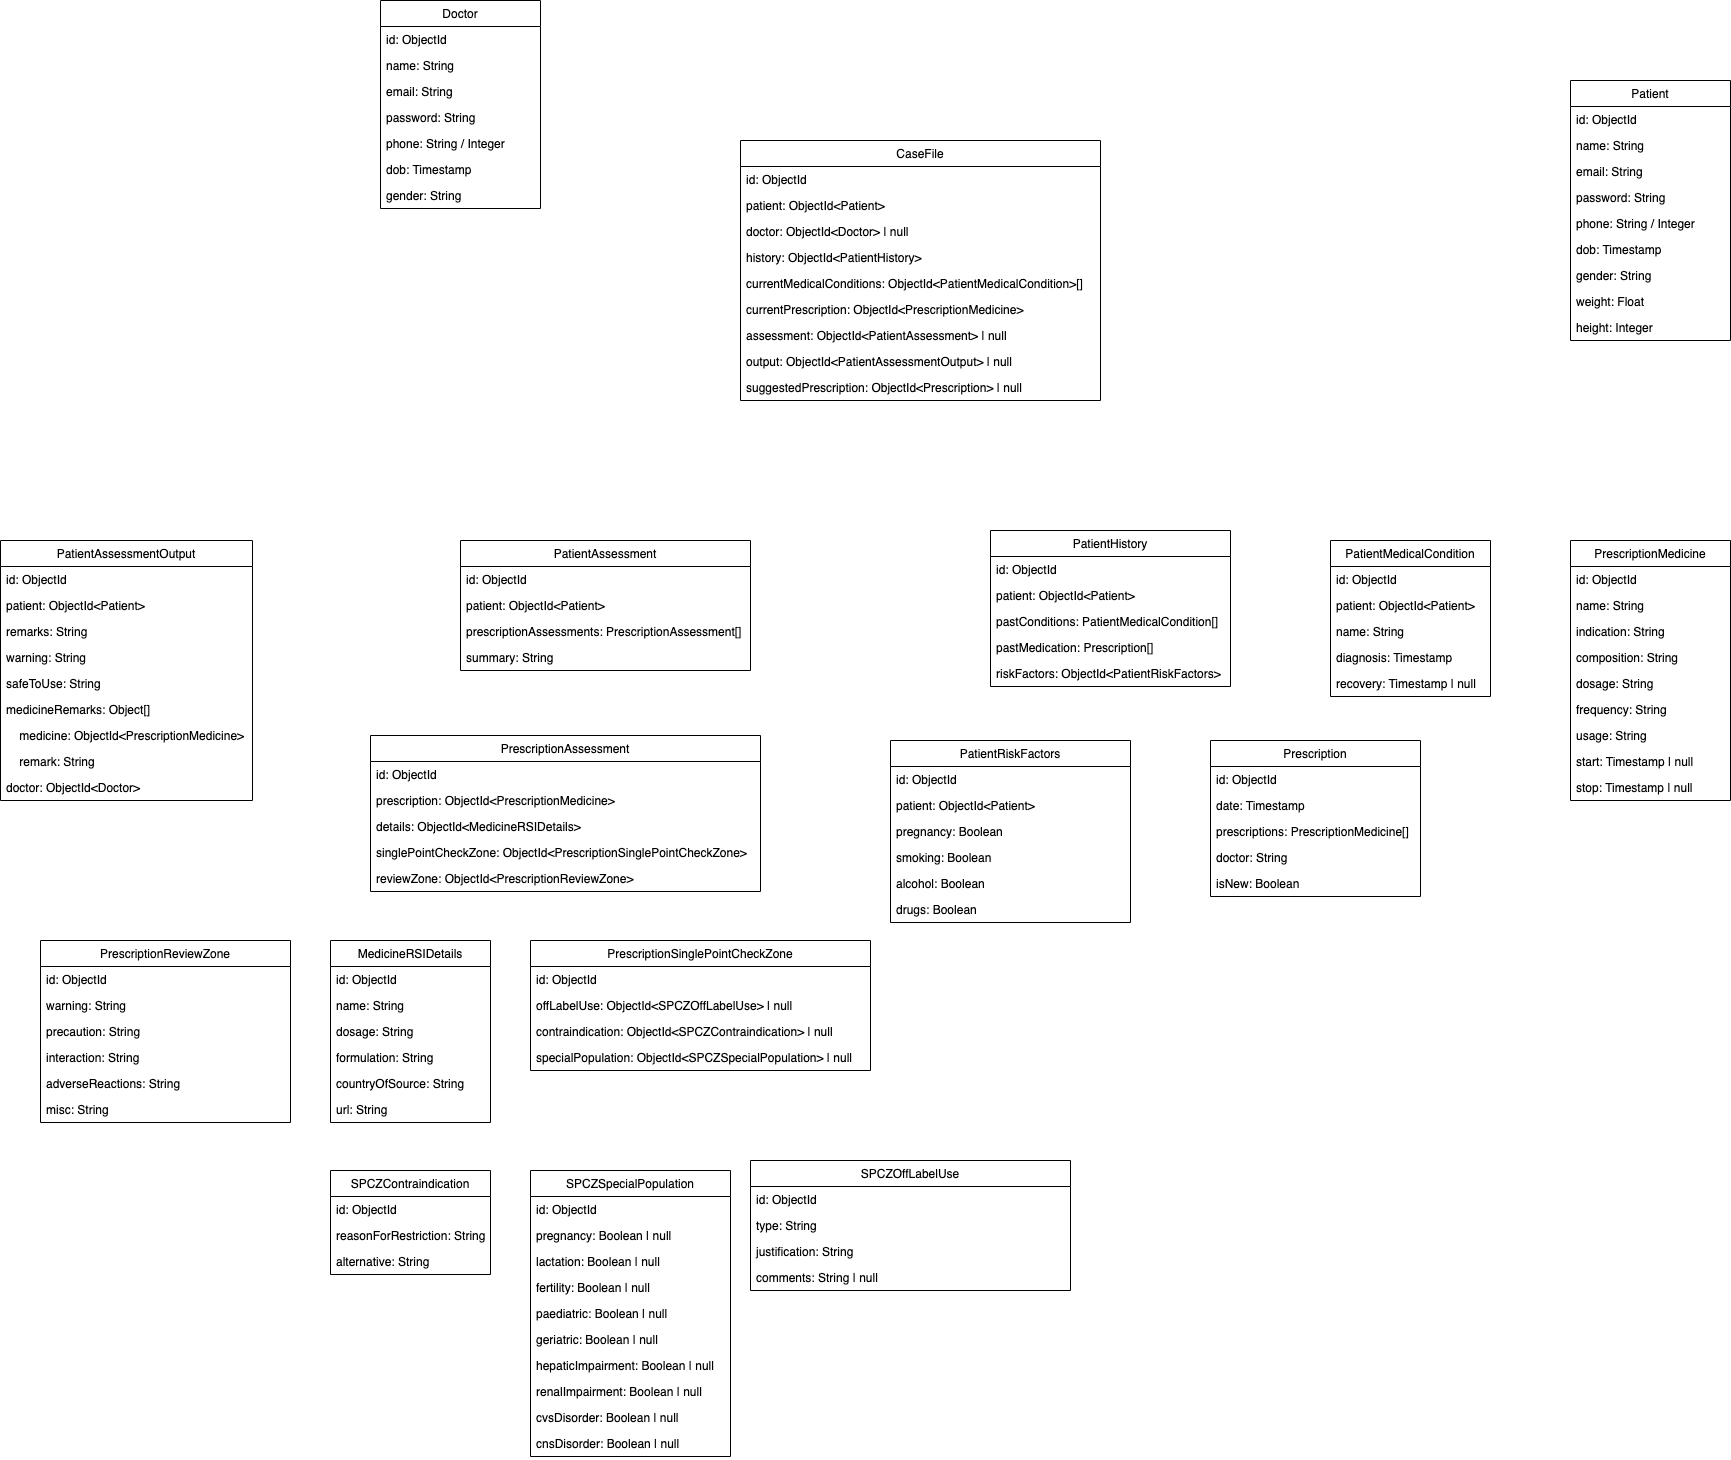 Doctor
id: ObjectId
name: String
email: String
password: String
phone: String / Integer
dob: Timestamp
gender: String
Patient
id: ObjectId
name: String
email: String
password: String
phone: String / Integer
dob: Timestamp
gender: String
weight: Float
height: Integer
CaseFile
id: ObjectId
patient: ObjectId<Patient>
doctor: ObjectId<Doctor> | null
history: ObjectId<PatientHistory>
currentMedicalConditions: ObjectId<PatientMedicalCondition>[]
currentPrescription: ObjectId<PrescriptionMedicine>
assessment: ObjectId<PatientAssessment> | null
output: ObjectId<PatientAssessmentOutput> | null
suggestedPrescription: ObjectId<Prescription> | null
PatientAssessmentOutput
id: ObjectId
patient: ObjectId<Patient>
remarks: String
warning: String
safeToUse: String
medicineRemarks: Object[]
medicine: ObjectId<PrescriptionMedicine>
remark: String
doctor: ObjectId<Doctor>
PatientAssessment
id: ObjectId
patient: ObjectId<Patient>
prescriptionAssessments: PrescriptionAssessment[]
summary: String
PatientHistory
id: ObjectId
patient: ObjectId<Patient>
pastConditions: PatientMedicalCondition[]
pastMedication: Prescription[]
riskFactors: ObjectId<PatientRiskFactors>
PatientMedicalCondition
id: ObjectId
patient: ObjectId<Patient>
name: String
diagnosis: Timestamp
recovery: Timestamp | null
PrescriptionMedicine
id: ObjectId
name: String
indication: String
composition: String
dosage: String
frequency: String
usage: String
start: Timestamp | null
stop: Timestamp | null
PrescriptionAssessment
id: ObjectId
prescription: ObjectId<PrescriptionMedicine>
details: ObjectId<MedicineRSIDetails>
singlePointCheckZone: ObjectId<PrescriptionSinglePointCheckZone>
reviewZone: ObjectId<PrescriptionReviewZone>
PatientRiskFactors
id: ObjectId
patient: ObjectId<Patient>
pregnancy: Boolean
smoking: Boolean
alcohol: Boolean
drugs: Boolean
Prescription
id: ObjectId
date: Timestamp
prescriptions: PrescriptionMedicine[]
doctor: String
isNew: Boolean
PrescriptionReviewZone
id: ObjectId
warning: String
precaution: String
interaction: String
adverseReactions: String
misc: String
MedicineRSIDetails
id: ObjectId
name: String
dosage: String
formulation: String
countryOfSource: String
url: String
PrescriptionSinglePointCheckZone
id: ObjectId
offLabelUse: ObjectId<SPCZOffLabelUse> | null
contraindication: ObjectId<SPCZContraindication> | null
specialPopulation: ObjectId<SPCZSpecialPopulation> | null
SPCZContraindication
id: ObjectId
reasonForRestriction: String
alternative: String
SPCZSpecialPopulation
id: ObjectId
pregnancy: Boolean | null
lactation: Boolean | null
fertility: Boolean | null
paediatric: Boolean | null
geriatric: Boolean | null
hepaticImpairment: Boolean | null
renalImpairment: Boolean | null
cvsDisorder: Boolean | null
cnsDisorder: Boolean | null
SPCZOffLabelUse
id: ObjectId
type: String
justification: String
comments: String | null